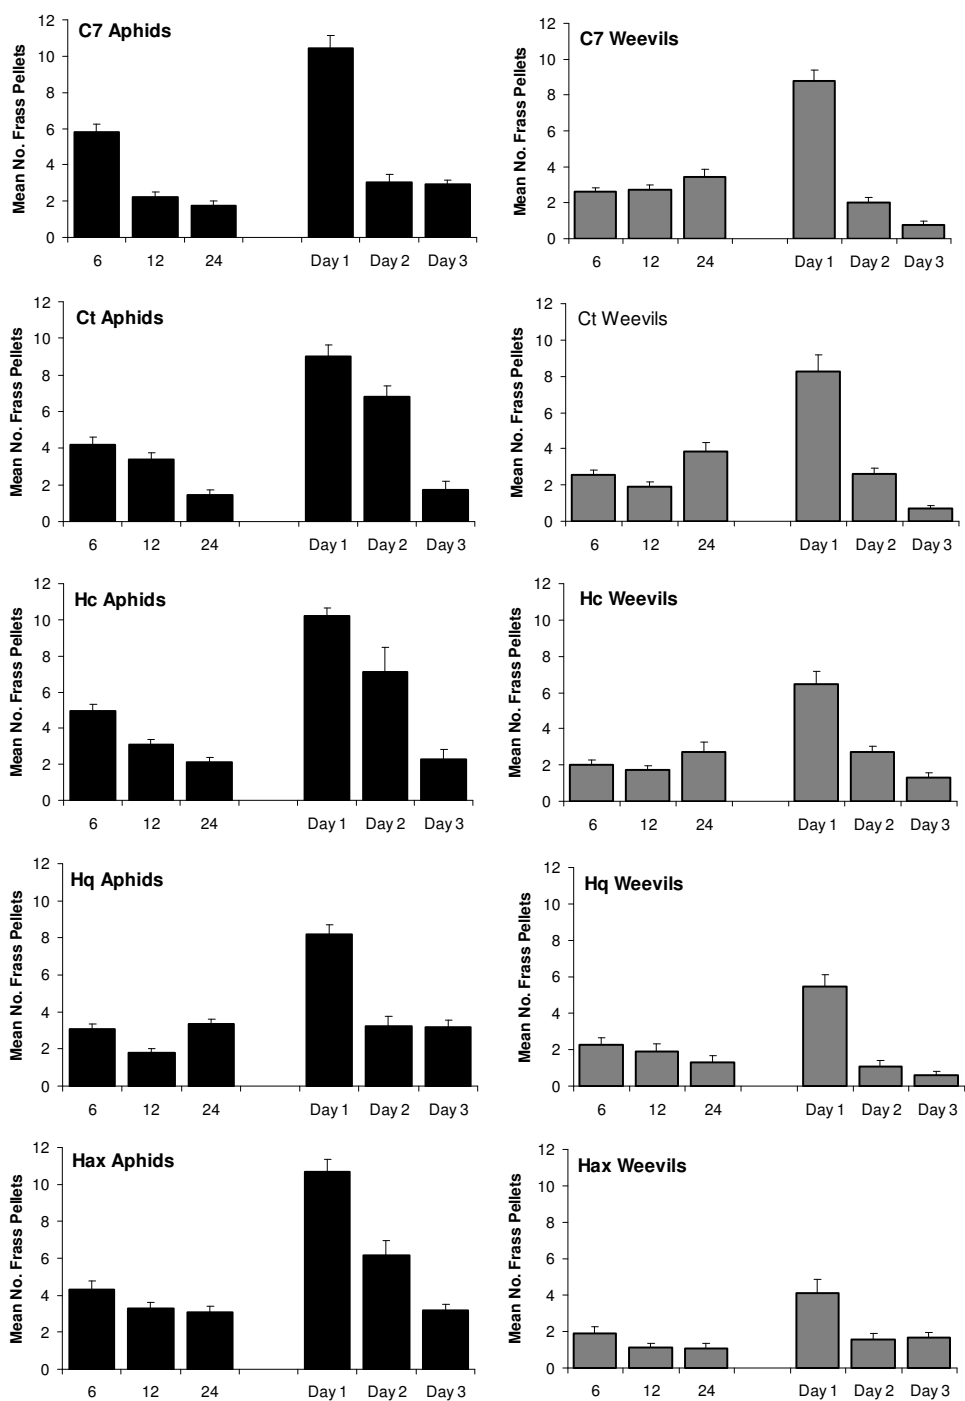 C7 Aphids
Mean No. Frass Pellets
12
10
8
6
4
2
0
6 12 24 Day 1 Day 2 Day 3
C7 Weevils
Mean No. Frass Pellets
12
10
8
6
4
2
0
6 12 24 Day 1 Day 2 Day 3
Ct Aphids
Mean No. Frass Pellets
12
10
8
6
4
2
0
6 12 24 Day 1 Day 2 Day 3
Ct Weevils
Mean No. Frass Pellets
12
10
8
6
4
2
0
6 12 24 Day 1 Day 2 Day 3
Hc Aphids
Mean No. Frass Pellets
12
10
8
6
4
2
0
6 12 24 Day 1 Day 2 Day 3
Hc Weevils
Mean No. Frass Pellets
12
10
8
6
4
2
0
6 12 24 Day 1 Day 2 Day 3
Hq Aphids
Mean No. Frass Pellets
12
10
8
6
4
2
0
6 12 24 Day 1 Day 2 Day 3
Hq Weevils
Mean No. Frass Pellets
12
10
8
6
4
2
0
6 12 24 Day 1 Day 2 Day 3
Hax Aphids
Mean No. Frass Pellets
12
10
8
6
4
2
0
6 12 24 Day 1 Day 2 Day 3
Hax Weevils
Mean No. Frass Pellets
12
10
8
6
4
2
0
6 12 24 Day 1 Day 2 Day 3